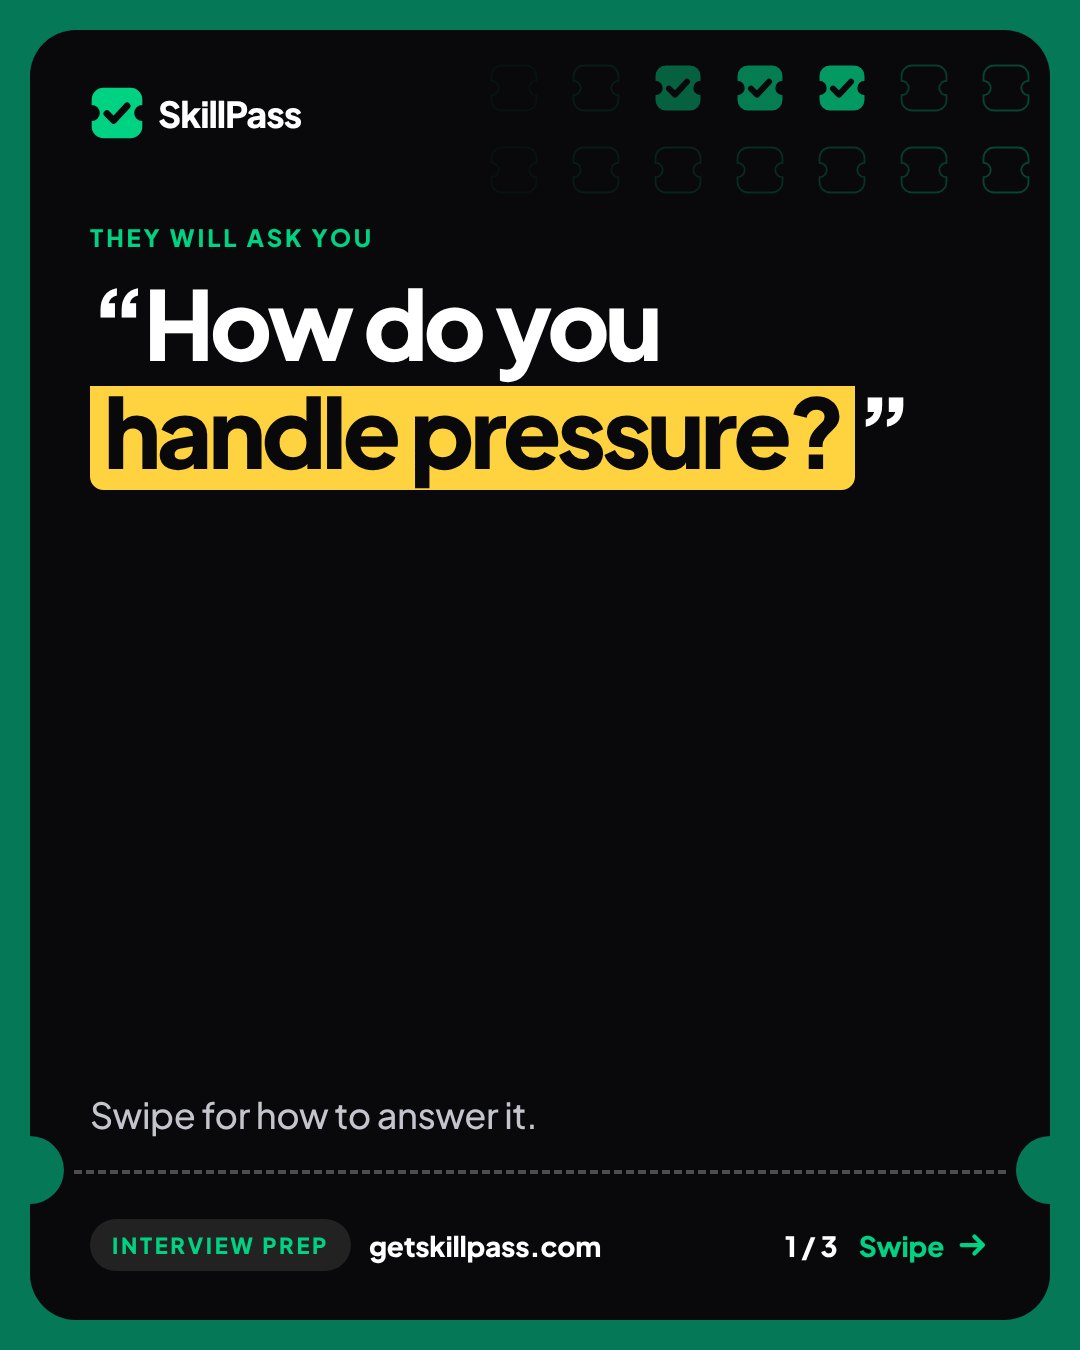 SkillPass
THEY WILL ASK YOU
“How do you
handle pressure?”
Swipe for how to answer it.
INTERVIEW PREP
getskillpass.com
1 / 3
Swipe →